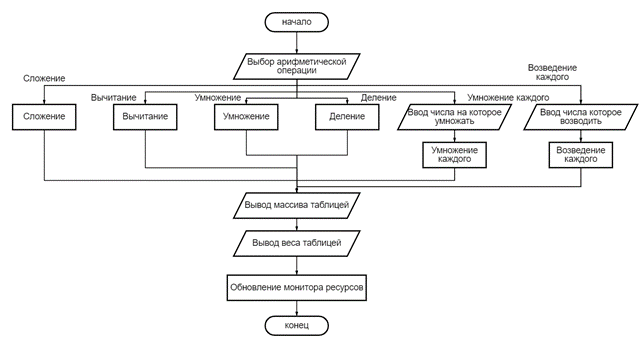 начало
Выбор арифметической
операции
Сложение
Вычитание
Умножение
Деление
Умножение каждого
Возведение
каждого
Сложение
Вычитание
Умножение
Деление
Ввод числа на которое
умножать
Ввод числа которое
возводить
Умножение
каждого
Возведение
каждого
Вывод массива таблицей
Вывод веса таблицей
Обновление монитора ресурсов
конец